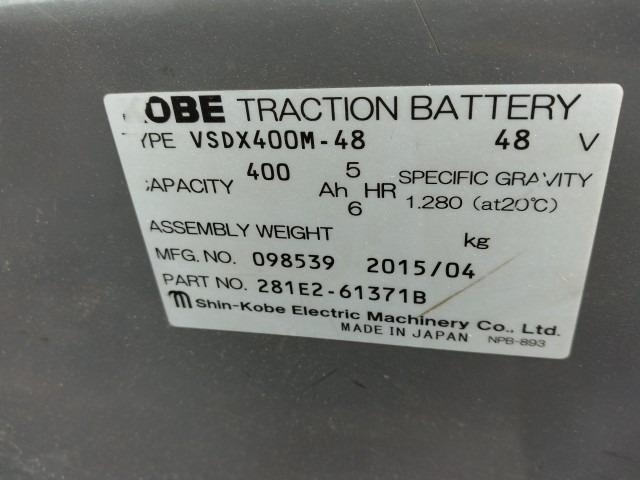 OBE TRACTION BATTERY
YPE VSDX400M-48 48 V
CAPACITY 400 Ah 5 HR SPECIFIC GRAVITY
6 1.280 (at20℃)
ASSEMBLY WEIGHT kg
MFG. NO. 098539 2015/04
PART NO. 281E2-61371B
Shin-Kobe Electric Machinery Co., Ltd.
MADE IN JAPAN NPB-893